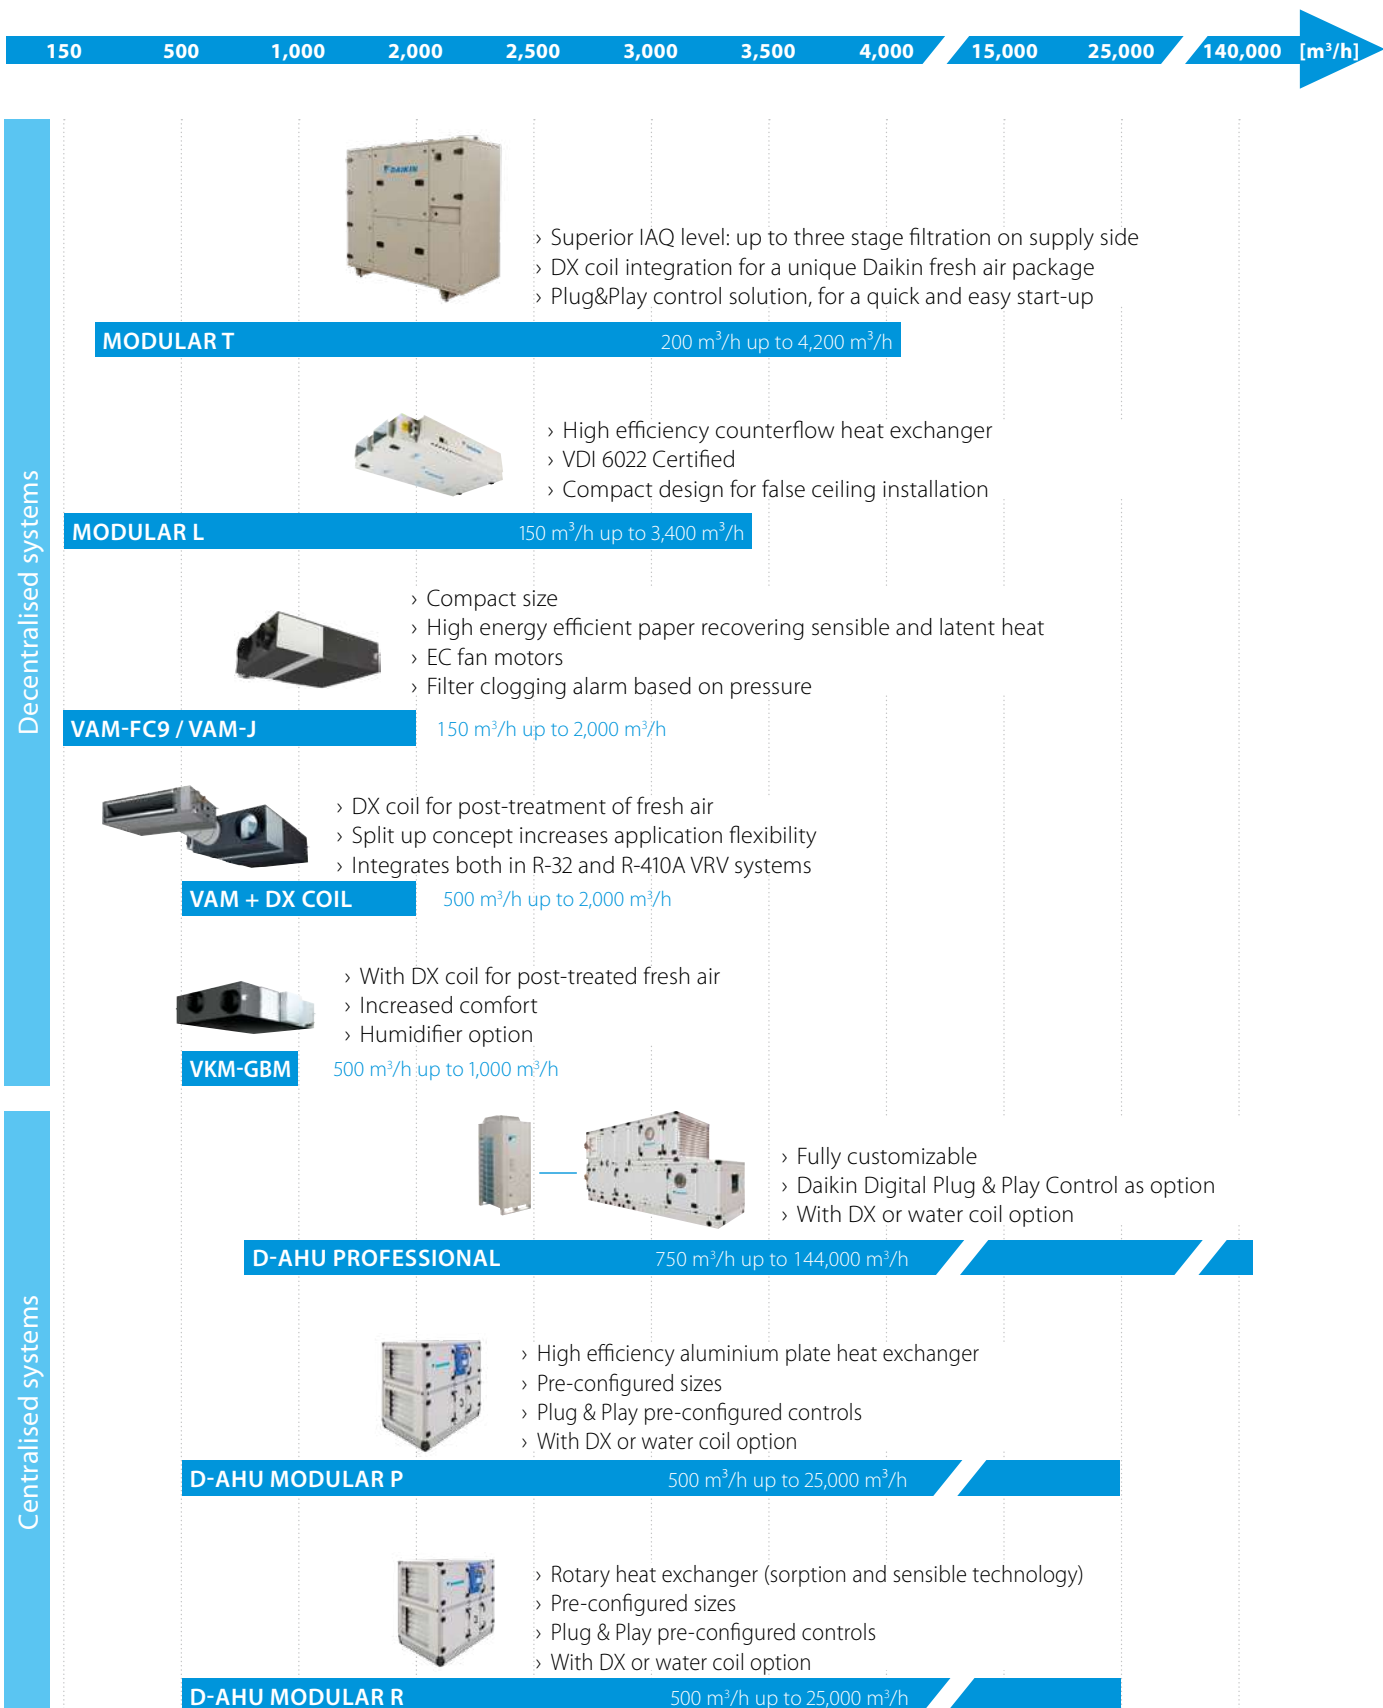 150 500 1,000 2,000 2,500 3,000 3,500 4,000 15,000 25,000 140,000 [m³/h]
Decentralised systems
DAIKIN
› Superior IAQ level: up to three stage filtration on supply side
› DX coil integration for a unique Daikin fresh air package
› Plug&Play control solution, for a quick and easy start-up
MODULAR T 200 m³/h up to 4,200 m³/h
› High efficiency counterflow heat exchanger
› VDI 6022 Certified
› Compact design for false ceiling installation
MODULAR L 150 m³/h up to 3,400 m³/h
› Compact size
› High energy efficient paper recovering sensible and latent heat
› EC fan motors
› Filter clogging alarm based on pressure
VAM-FC9 / VAM-J 150 m³/h up to 2,000 m³/h
› DX coil for post-treatment of fresh air
› Split up concept increases application flexibility
› Integrates both in R-32 and R-410A VRV systems
VAM + DX COIL 500 m³/h up to 2,000 m³/h
› With DX coil for post-treated fresh air
› Increased comfort
› Humidifier option
VKM-GBM 500 m³/h up to 1,000 m³/h
Centralised systems
› Fully customizable
› Daikin Digital Plug & Play Control as option
› With DX or water coil option
D-AHU PROFESSIONAL 750 m³/h up to 144,000 m³/h
› High efficiency aluminium plate heat exchanger
› Pre-configured sizes
› Plug & Play pre-configured controls
› With DX or water coil option
D-AHU MODULAR P 500 m³/h up to 25,000 m³/h
› Rotary heat exchanger (sorption and sensible technology)
› Pre-configured sizes
› Plug & Play pre-configured controls
› With DX or water coil option
D-AHU MODULAR R 500 m³/h up to 25,000 m³/h